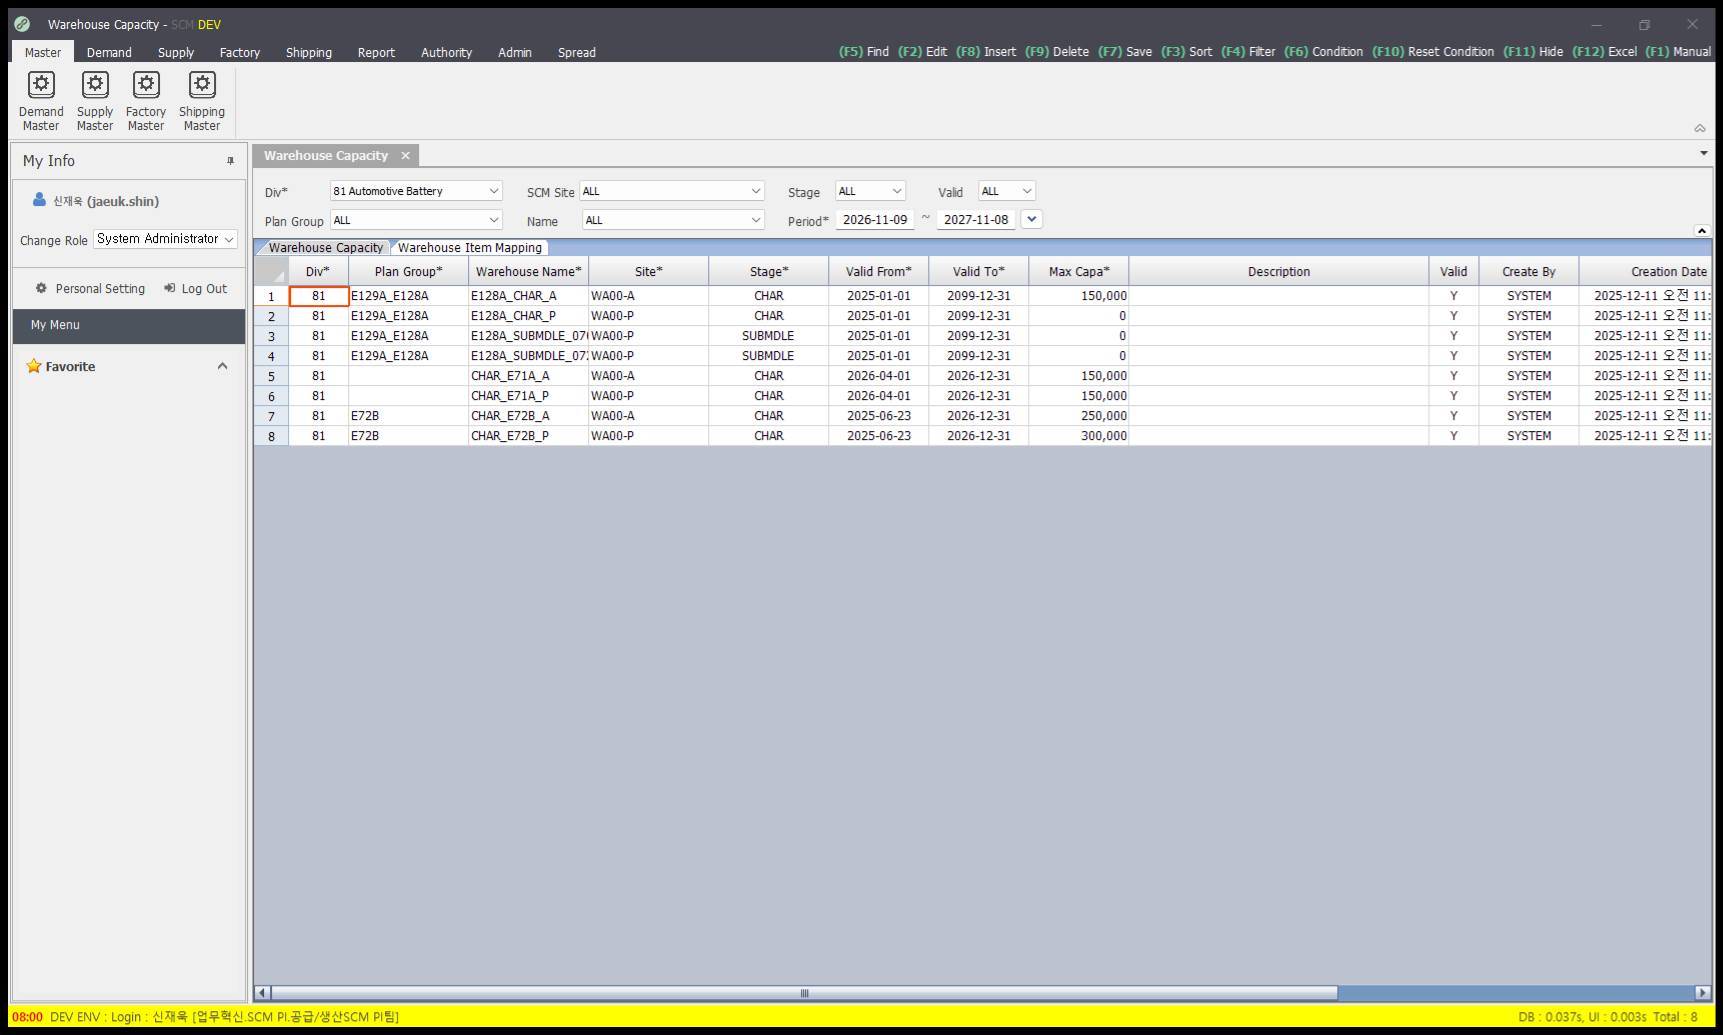 Warehouse Capacity - SCM DEV
Master Demand Supply Factory Shipping Report Authority Admin Spread (F5) Find (F2) Edit (F8) Insert (F9) Delete (F7) Save (F3) Sort (F4) Filter (F6) Condition (F10) Reset Condition (F11) Hide (F12) Excel (F1) Manual
Demand Master Supply Master Factory Master Shipping Master
My Info
신재욱 (jaeuk.shin)
Change Role System Administrator
Personal Setting Log Out
My Menu
Favorite
Warehouse Capacity
Div* 81 Automotive Battery SCM Site ALL Stage ALL Valid ALL
Plan Group ALL Name ALL Period* 2026-11-09 ~ 2027-11-08
Warehouse Capacity Warehouse Item Mapping
Div* Plan Group* Warehouse Name* Site* Stage* Valid From* Valid To* Max Capa* Description Valid Create By Creation Date
1 81 E129A_E128A E128A_CHAR_A WA00-A CHAR 2025-01-01 2099-12-31 150,000 Y SYSTEM 2025-12-11 오전 11:
2 81 E129A_E128A E128A_CHAR_P WA00-P CHAR 2025-01-01 2099-12-31 0 Y SYSTEM 2025-12-11 오전 11:
3 81 E129A_E128A E128A_SUBMDLE_07 WA00-P SUBMDLE 2025-01-01 2099-12-31 0 Y SYSTEM 2025-12-11 오전 11:
4 81 E129A_E128A E128A_SUBMDLE_07 WA00-P SUBMDLE 2025-01-01 2099-12-31 0 Y SYSTEM 2025-12-11 오전 11:
5 81 CHAR_E71A_A WA00-A CHAR 2026-04-01 2026-12-31 150,000 Y SYSTEM 2025-12-11 오전 11:
6 81 CHAR_E71A_P WA00-P CHAR 2026-04-01 2026-12-31 150,000 Y SYSTEM 2025-12-11 오전 11:
7 81 E72B CHAR_E72B_A WA00-A CHAR 2025-06-23 2026-12-31 250,000 Y SYSTEM 2025-12-11 오전 11:
8 81 E72B CHAR_E72B_P WA00-P CHAR 2025-06-23 2026-12-31 300,000 Y SYSTEM 2025-12-11 오전 11:
08:00 DEV ENV : Login : 신재욱 [업무혁신.SCM PI.공급/생산SCM PI팀] DB : 0.037s, UI : 0.003s Total : 8